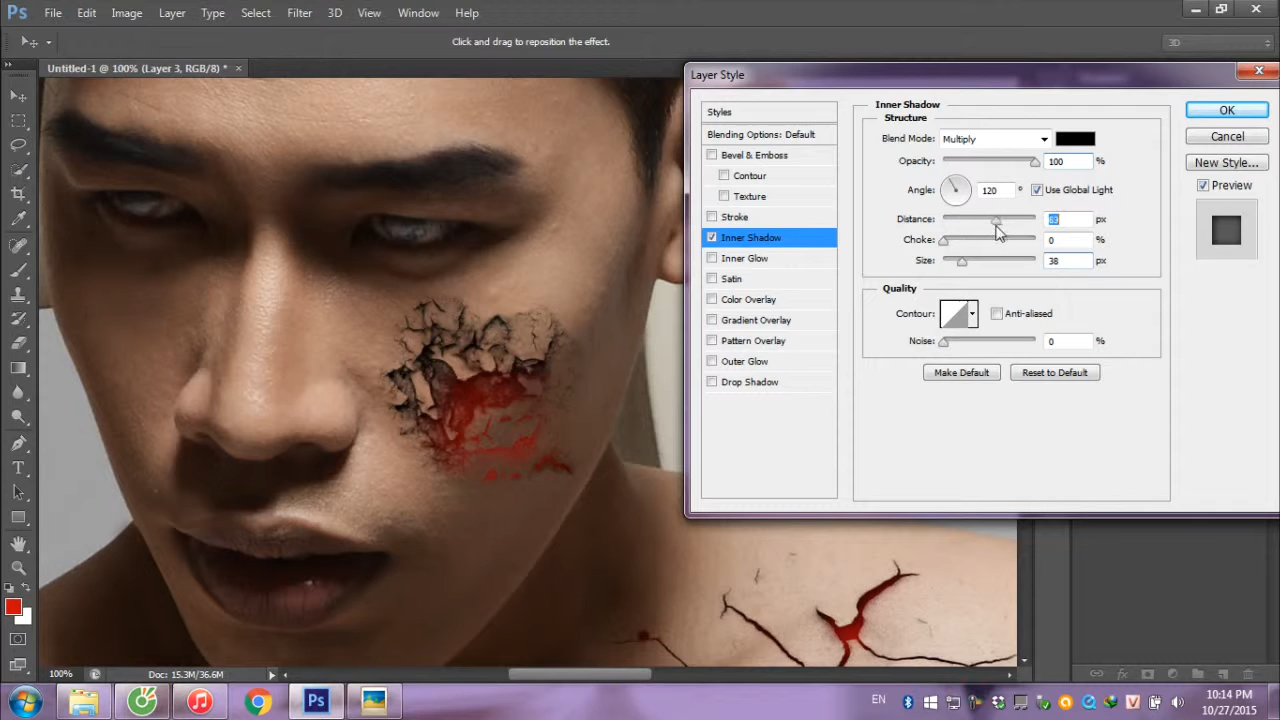 Ps File Edit Image Layer Type Select Filter 3D View Window Help
Click and drag to reposition the effect.
3D
Untitled-1 @ 100% (Layer 3, RGB/8) *
Layer Style
Styles
Blending Options: Default
Bevel & Emboss
Contour
Texture
Stroke
Inner Shadow
Inner Glow
Satin
Color Overlay
Gradient Overlay
Pattern Overlay
Outer Glow
Drop Shadow
Inner Shadow
Structure
Blend Mode: Multiply
Opacity: 100 %
Angle: 120 ° Use Global Light
Distance: px
Choke: 0 %
Size: 38 px
Quality
Contour: Anti-aliased
Noise: 0 %
Make Default Reset to Default
OK
Cancel
New Style...
Preview
100% Doc: 15.3M/36.6M
Ps
EN
10:14 PM
10/27/2015